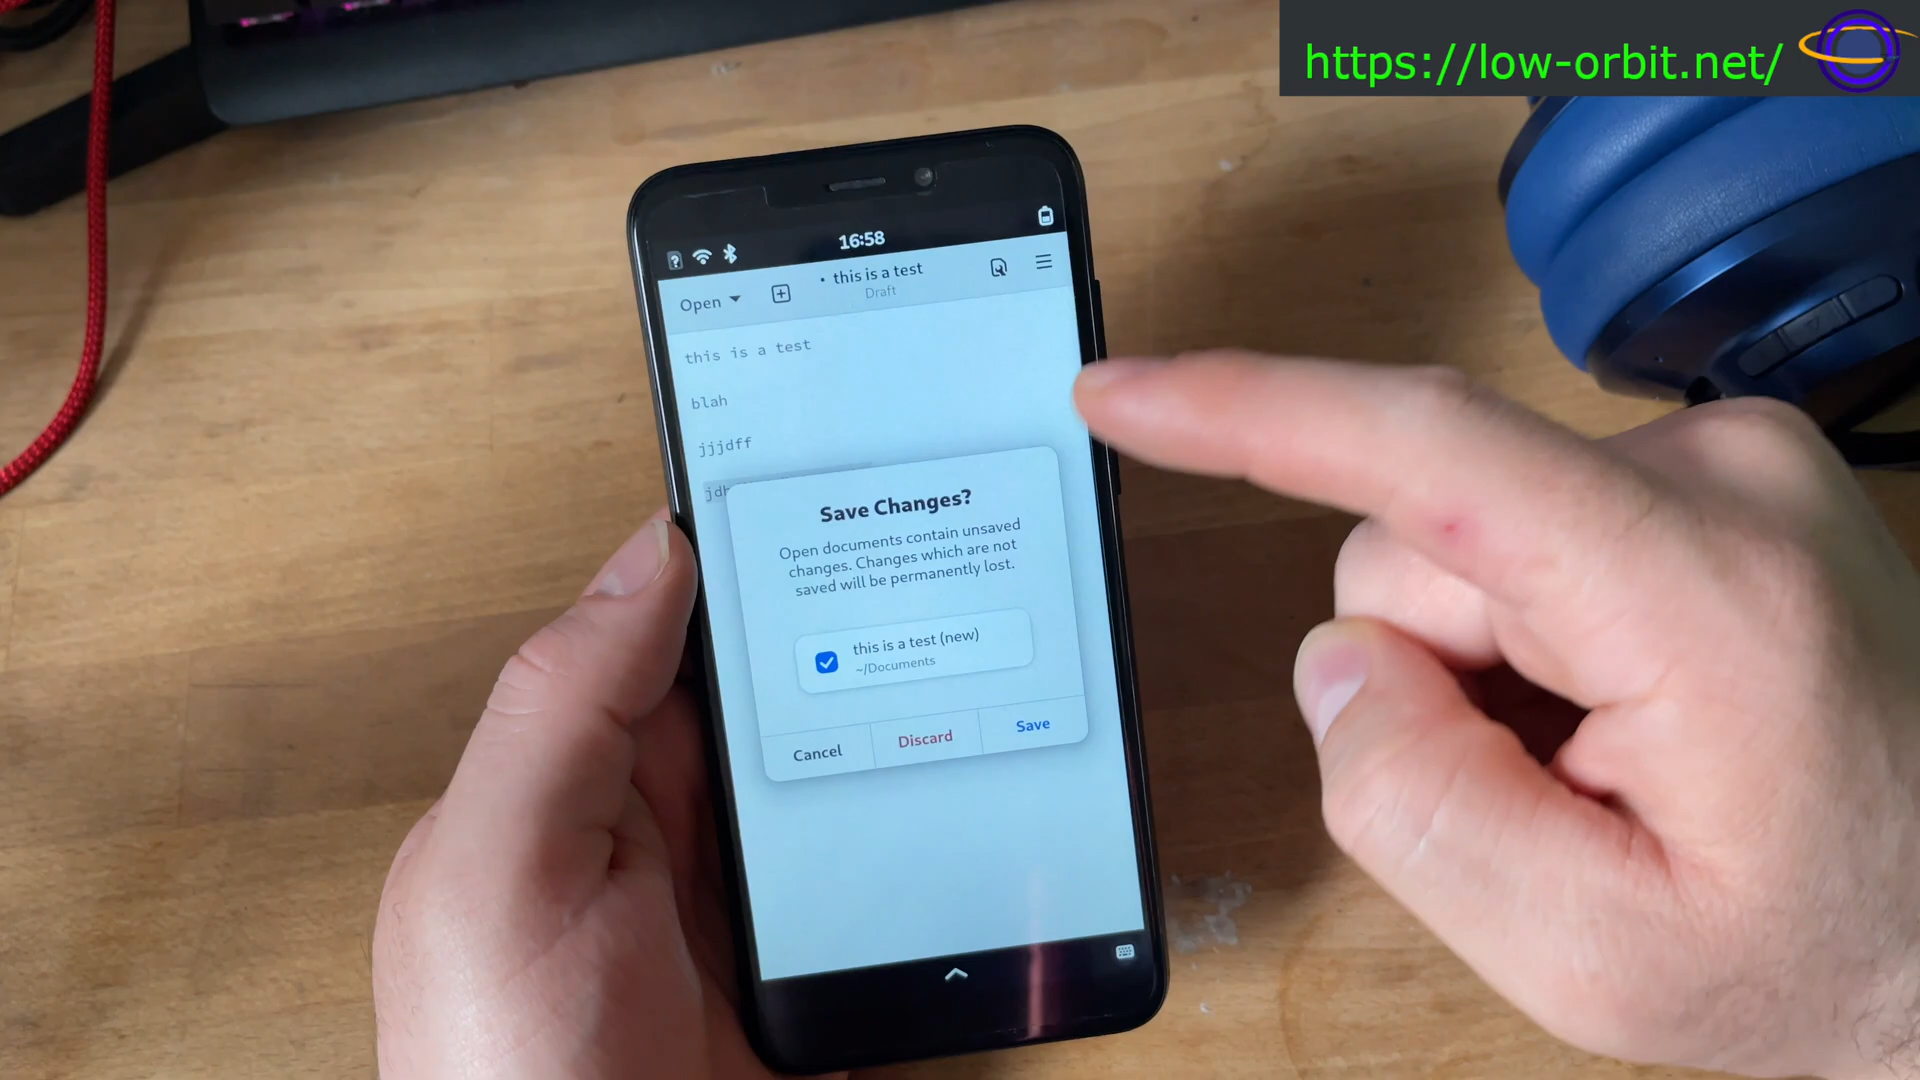 https://low-orbit.net/
16:58
Open
• this is a test
Draft
this is a test
blah
jjjdff
Save Changes?
Open documents contain unsaved
changes. Changes which are not
saved will be permanently lost.
this is a test (new)
~/Documents
Cancel
Discard
Save